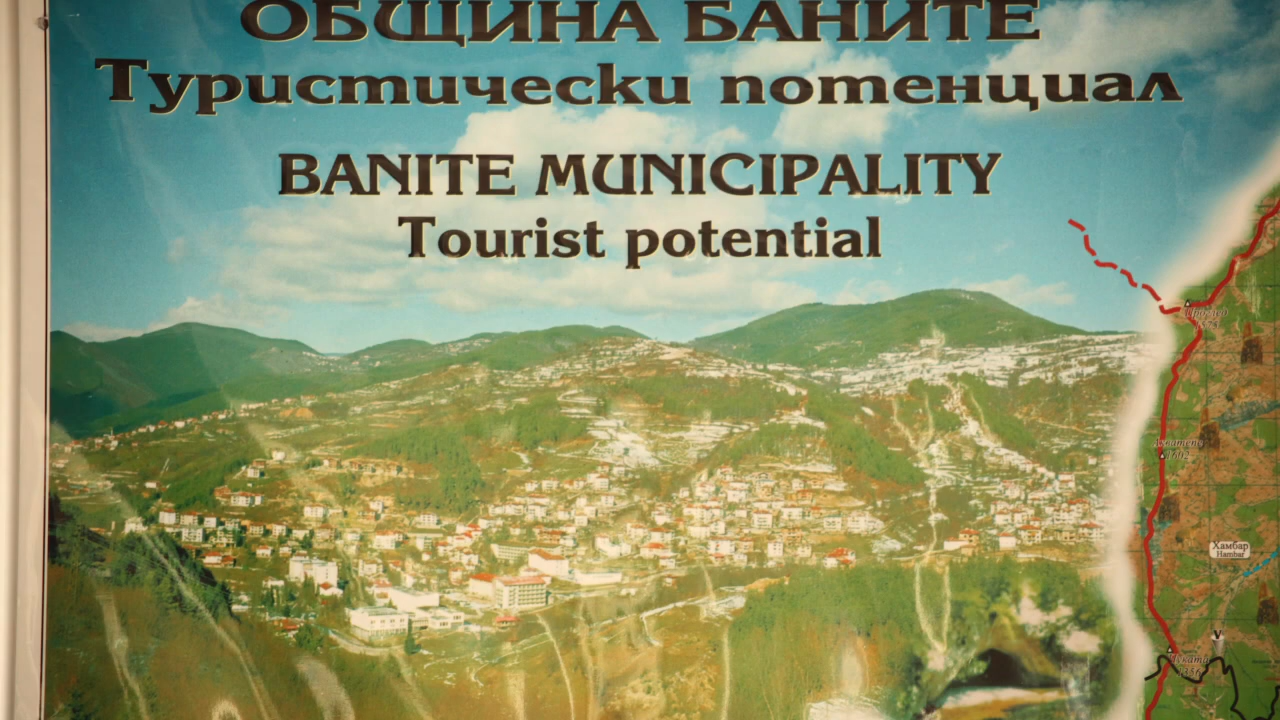 ОБЩИНА БАНИТЕ
Туристически потенциал
BANITE MUNICIPALITY
Tourist potential
Хамбар
Hambar